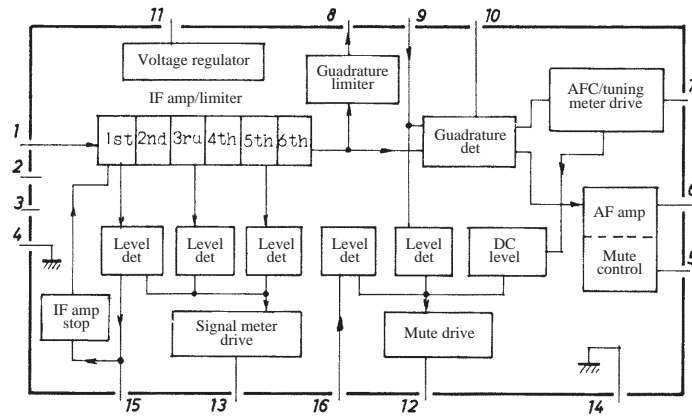 11
8
9
10
Voltage regulator
Guadrature
limiter
AFC/tuning
meter drive
7
IF amp/limiter
1
1st 2nd 3ru 4th 5th 6th
Guadrature
det
2
3
6
4
AF amp
Level
det
Level
det
Level
det
Level
det
Level
det
DC
level
Mute
control
5
IF amp
stop
Signal meter
drive
Mute drive
15
13
16
12
14